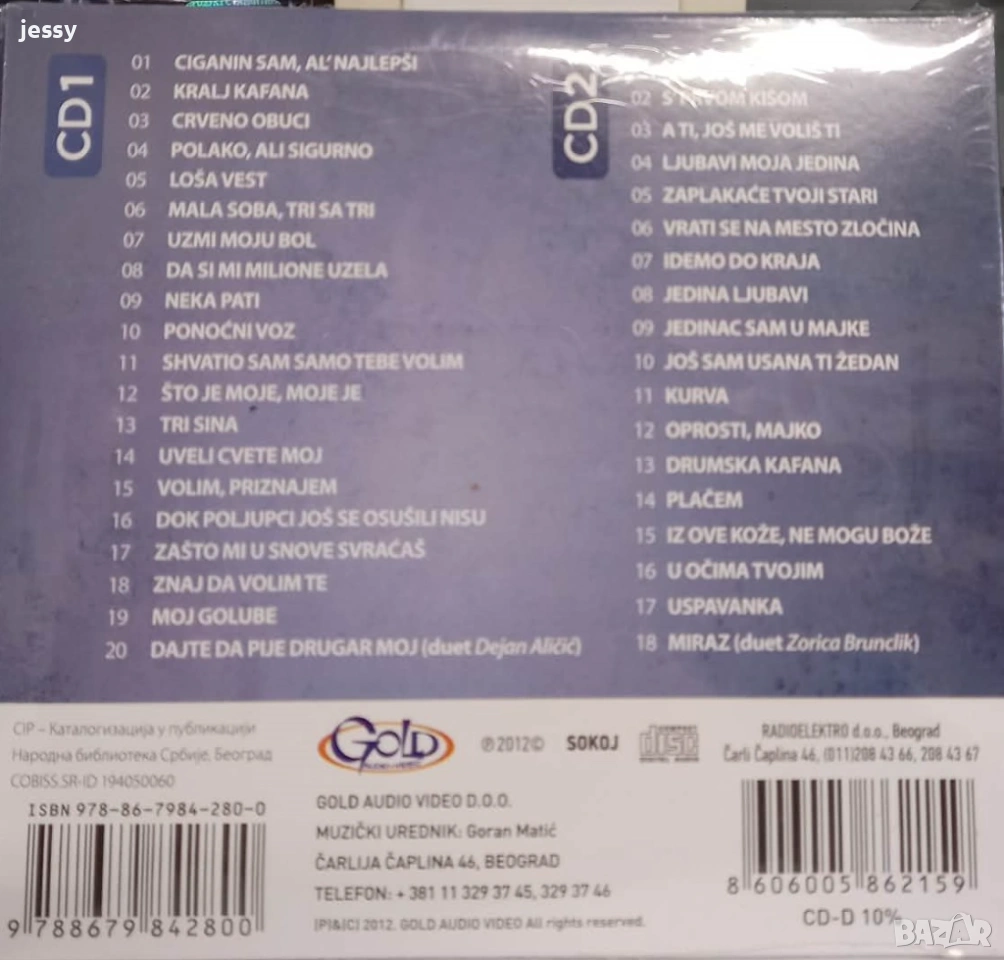 jessy
CD1
01 CIGANIN SAM, AL' NAJLEPŠI
02 KRALJ KAFANA
03 CRVENO OBUCI
04 POLAKO, ALI SIGURNO
05 LOŠA VEST
06 MALA SOBA, TRI SA TRI
07 UZMI MOJU BOL
08 DA SI MI MILIONE UZELA
09 NEKA PATI
10 PONOĆNI VOZ
11 SHVATIO SAM SAMO TEBE VOLIM
12 ŠTO JE MOJE, MOJE JE
13 TRI SINA
14 UVELI CVETE MOJ
15 VOLIM, PRIZNAJEM
16 DOK POLJUPCI JOŠ SE OSUŠILI NISU
17 ZAŠTO MI U SNOVE SVRAĆAŠ
18 ZNAJ DA VOLIM TE
19 MOJ GOLUBE
20 DAJTE DA PIJE DRUGAR MOJ (duet Dejan Aličić)
CD2
02 S PRVOM KIŠOM
03 A TI, JOŠ ME VOLIŠ TI
04 LJUBAVI MOJA JEDINA
05 ZAPLAKAĆE TVOJI STARI
06 VRATI SE NA MESTO ZLOČINA
07 IDEMO DO KRAJA
08 JEDINA LJUBAVI
09 JEDINAC SAM U MAJKE
10 JOŠ SAM USANA TI ŽEDAN
11 KURVA
12 OPROSTI, MAJKO
13 DRUMSKA KAFANA
14 PLAČEM
15 IZ OVE KOŽE, NE MOGU BOŽE
16 U OČIMA TVOJIM
17 USPAVANKA
18 MIRAZ (duet Zorica Brunclik)
CIP – Каталогизација у публикацији
Народна библиотека Србије, Београд
COBISS.SR-ID 194050060
ISBN 978-86-7984-280-0
9 788679 842800
GOLD
AUDIO-VIDEO
℗2012© SOKOJ
COMPACT disc
GOLD AUDIO VIDEO D.O.O.
MUZIČKI UREDNIK: Goran Matić
ČARLIJA ČAPLINA 46, BEOGRAD
TELEFON: + 381 11 329 37 45, 329 37 46
(P)&(C) 2012. GOLD AUDIO VIDEO All rights reserved.
RADIOELEKTRO d.o.o., Beograd
Čarli Čaplina 46, (011)208 43 66, 208 43 67
8 606005 862159
CD-D 10%
BAZAR